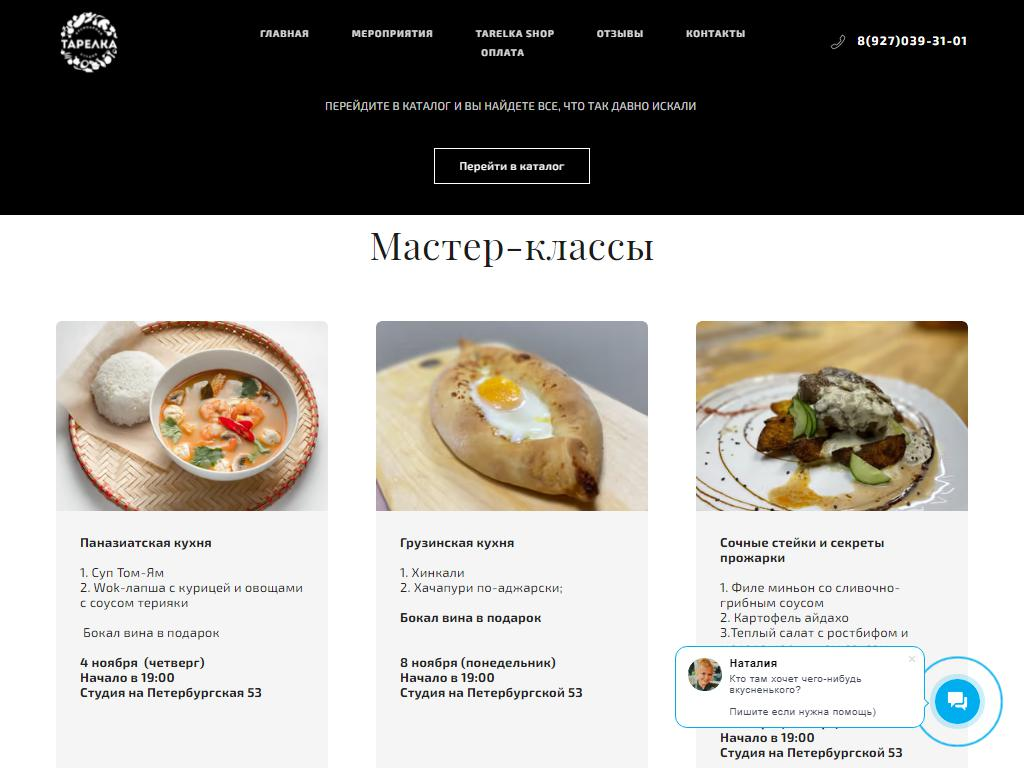 ТАРЕЛКА
ГЛАВНАЯ МЕРОПРИЯТИЯ TARELKA SHOP ОТЗЫВЫ КОНТАКТЫ
ОПЛАТА
8(927)039-31-01
ПЕРЕЙДИТЕ В КАТАЛОГ И ВЫ НАЙДЕТЕ ВСЕ, ЧТО ТАК ДАВНО ИСКАЛИ
Перейти в каталог
Мастер-классы
Паназиатская кухня
1. Суп Том-Ям
2. Wok-лапша с курицей и овощами
с соусом терияки
Бокал вина в подарок
4 ноября (четверг)
Начало в 19:00
Студия на Петербургская 53
Грузинская кухня
1. Хинкали
2. Хачапури по-аджарски;
Бокал вина в подарок
8 ноября (понедельник)
Начало в 19:00
Студия на Петербургской 53
Сочные стейки и секреты
прожарки
1. Филе миньон со сливочно-
грибным соусом
2. Картофель айдахо
3.Теплый салат с ростбифом и
Начало в 19:00
Студия на Петербургской 53
Наталия
Кто там хочет чего-нибудь
вкусненького?
Пишите если нужна помощь)